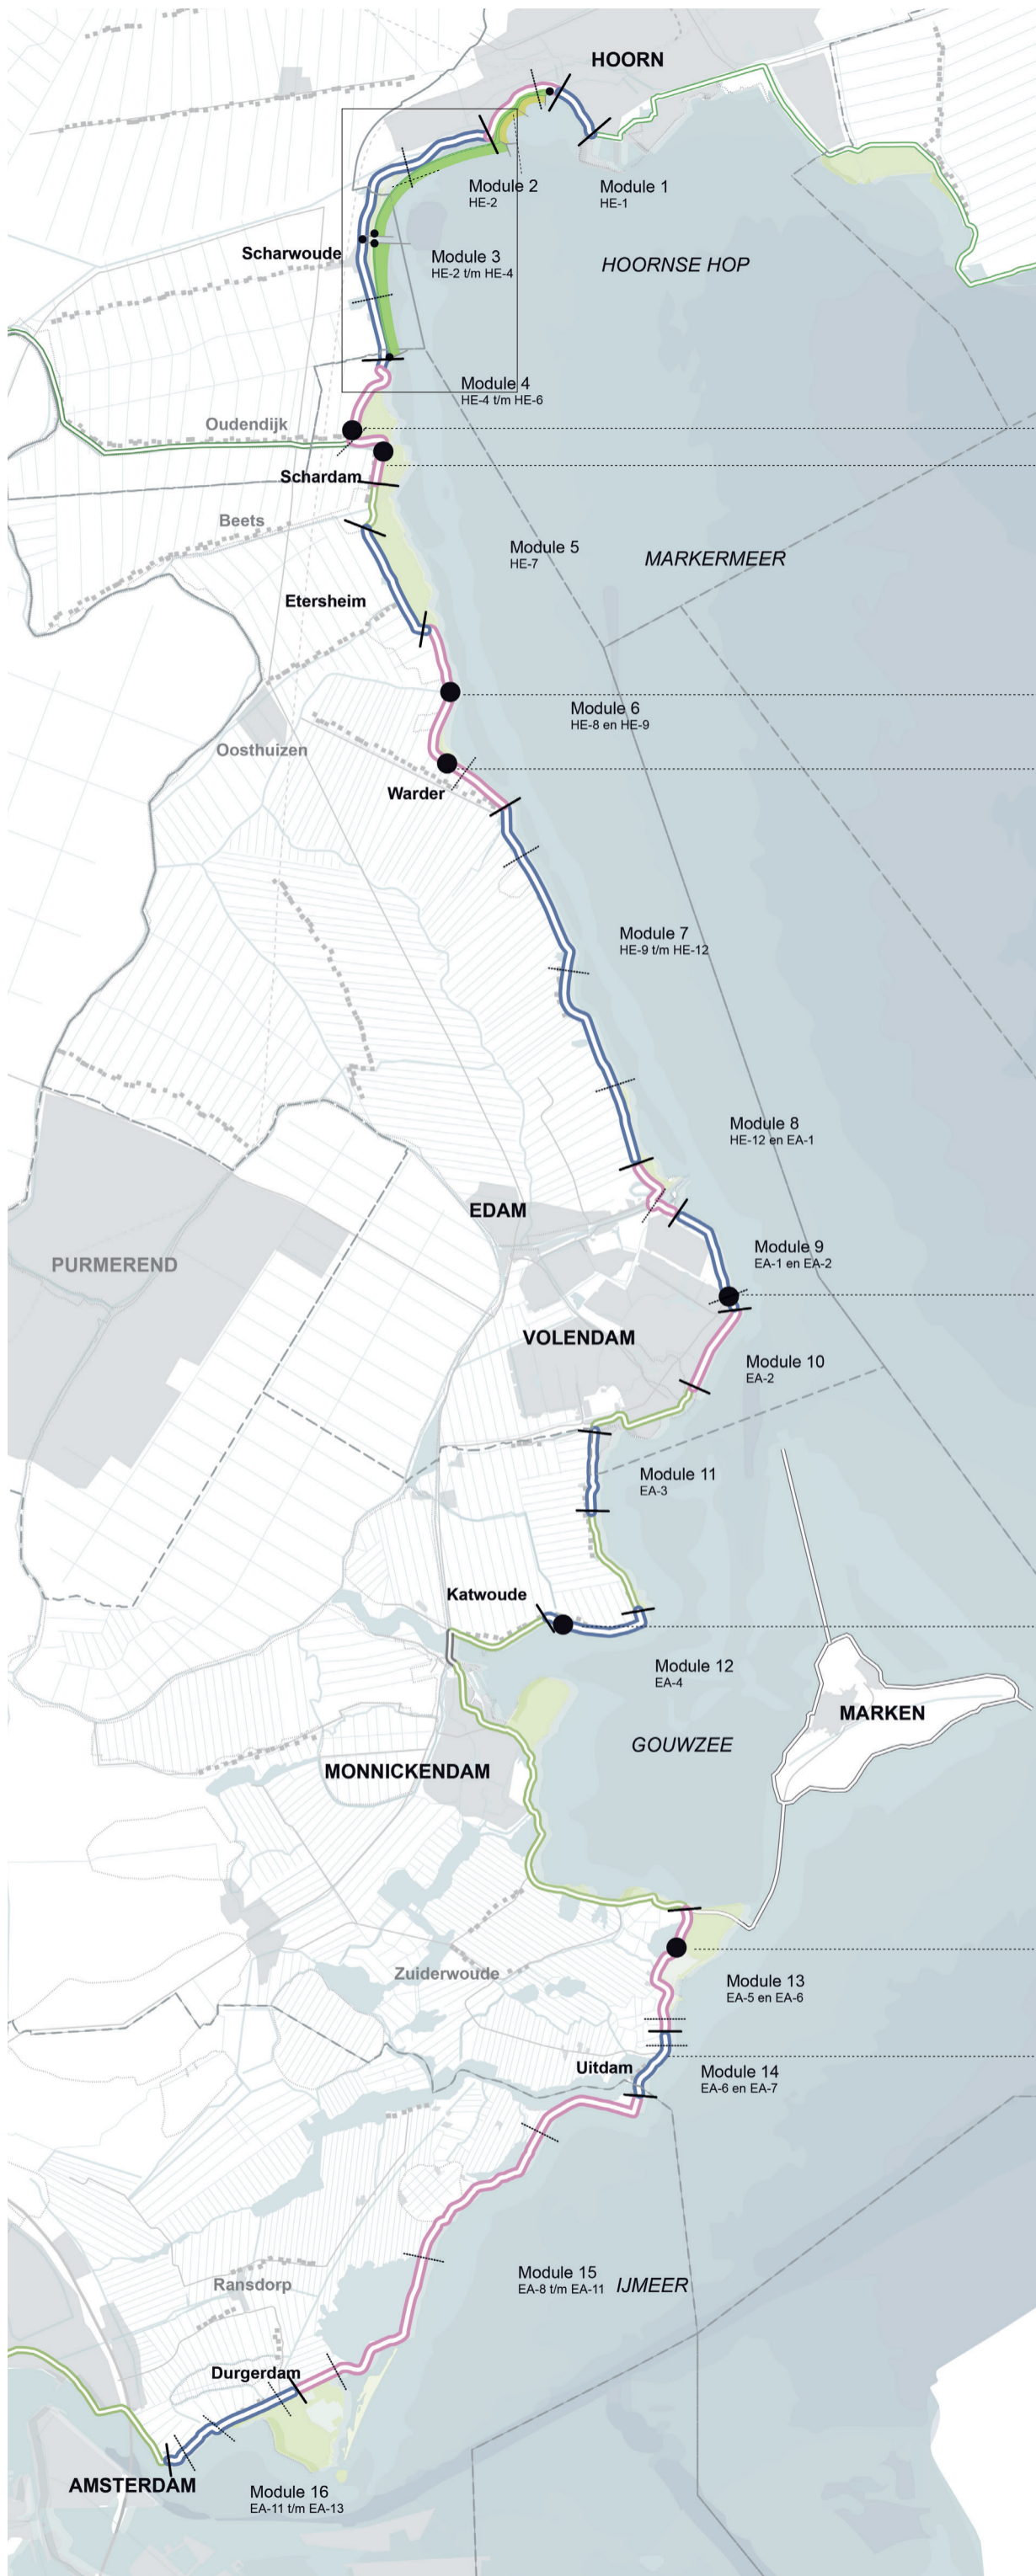 HOORN
Module 2
HE-2
Module 1
HE-1
Scharwoude
Module 3
HE-2 t/m HE-4
HOORNSE HOP
Module 4
HE-4 t/m HE-6
Oudendijk
Schardam
Beets
Module 5
HE-7
MARKERMEER
Etersheim
Module 6
HE-8 en HE-9
Oosthuizen
Warder
Module 7
HE-9 t/m HE-12
Module 8
HE-12 en EA-1
EDAM
PURMEREND
Module 9
EA-1 en EA-2
VOLENDAM
Module 10
EA-2
Module 11
EA-3
Katwoude
Module 12
EA-4
MARKEN
GOUWZEE
MONNICKENDAM
Zuiderwoude
Module 13
EA-5 en EA-6
Uitdam
Module 14
EA-6 en EA-7
Module 15
EA-8 t/m EA-11
IJMEER
Ransdorp
Durgerdam
AMSTERDAM
Module 16
EA-11 t/m EA-13